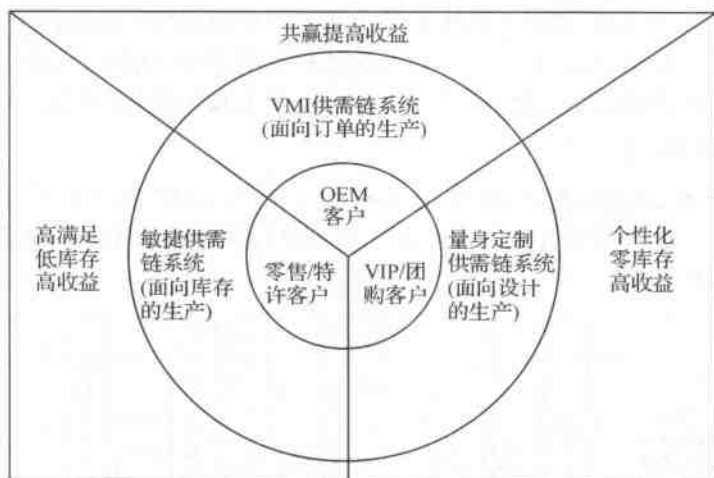 共赢提高收益
VMI供需链系统
(面向订单的生产)
OEM
客户
高满足
低库存
高收益
敏捷供需
链系统
(面向库存
的生产)
零售/特
许客户
VIP/团
购客户
量身定制
供需链系统
(面向设计
的生产)
个性化
零库存
高收益